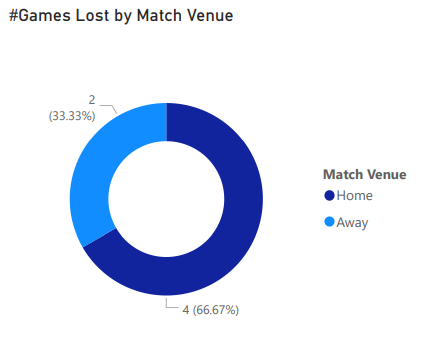 #Games Lost by Match Venue
2
(33.33%)
Match Venue
Home
Away
4 (66.67%)